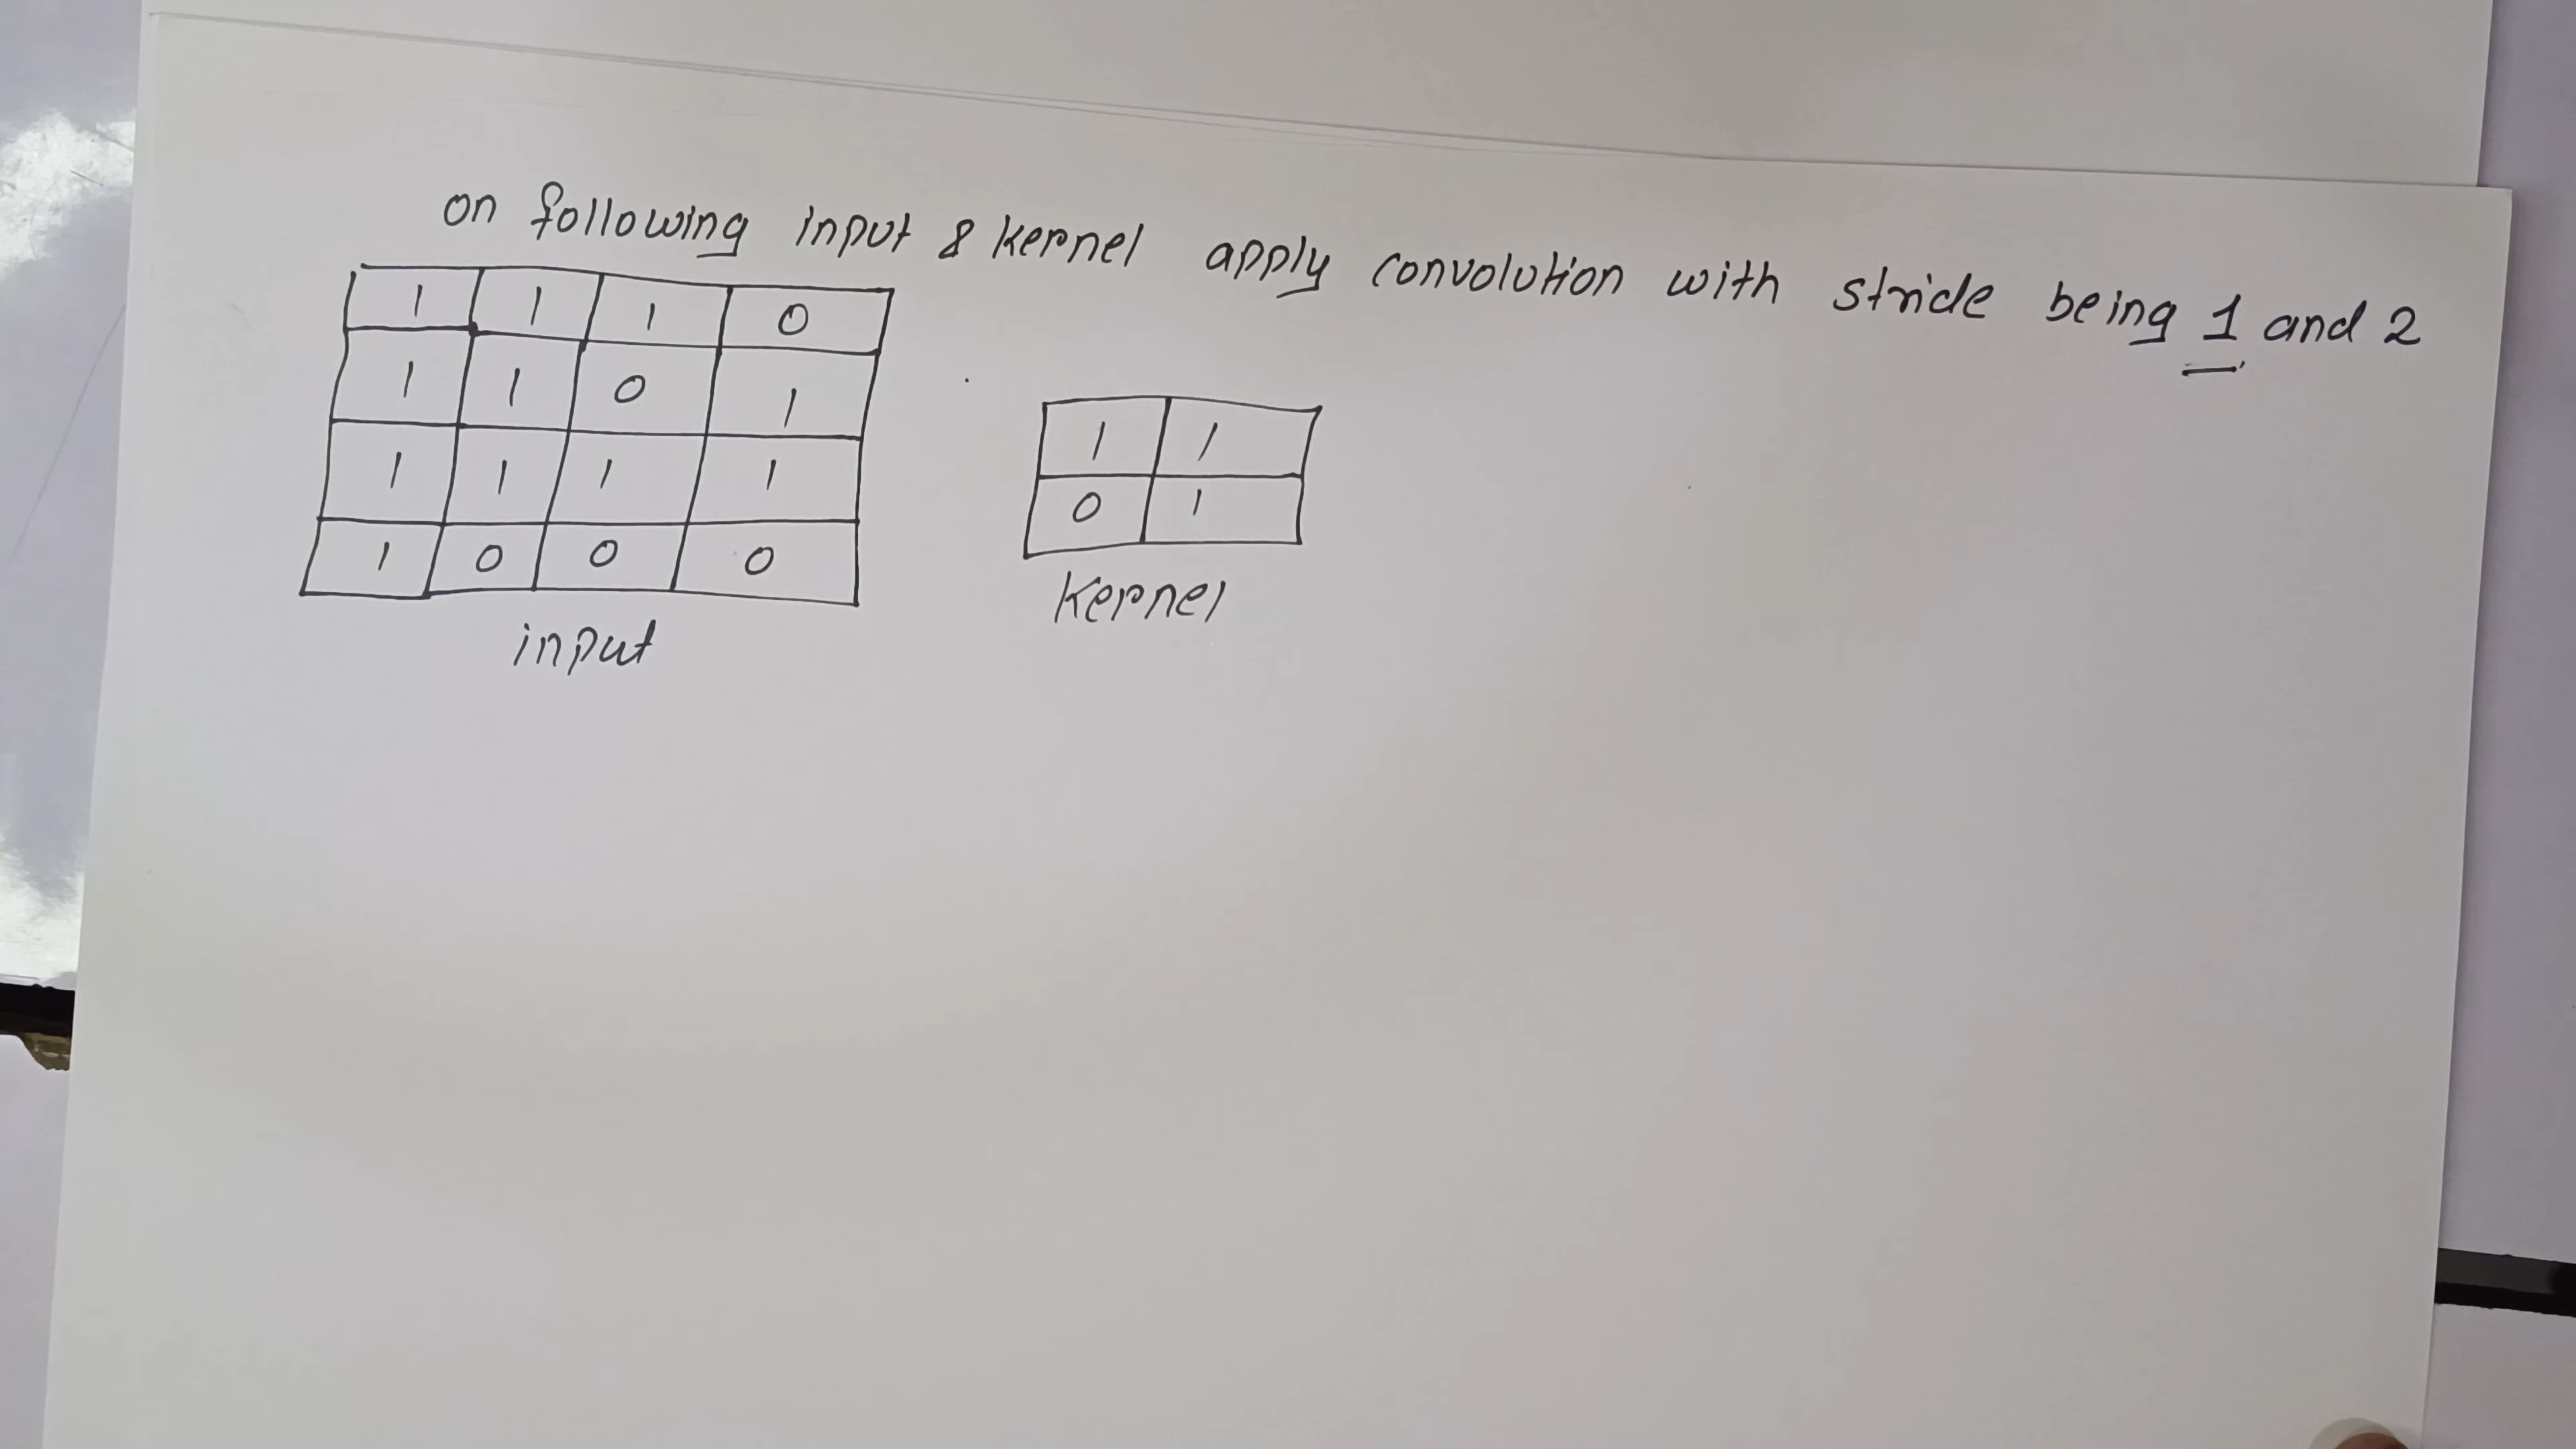 on following input & kernel apply convolution with stride being 1 and 2
1 1 1 0
1 1 0 1
1 1 1 1
1 0 0 0
input
1 1
0 1
Kernel